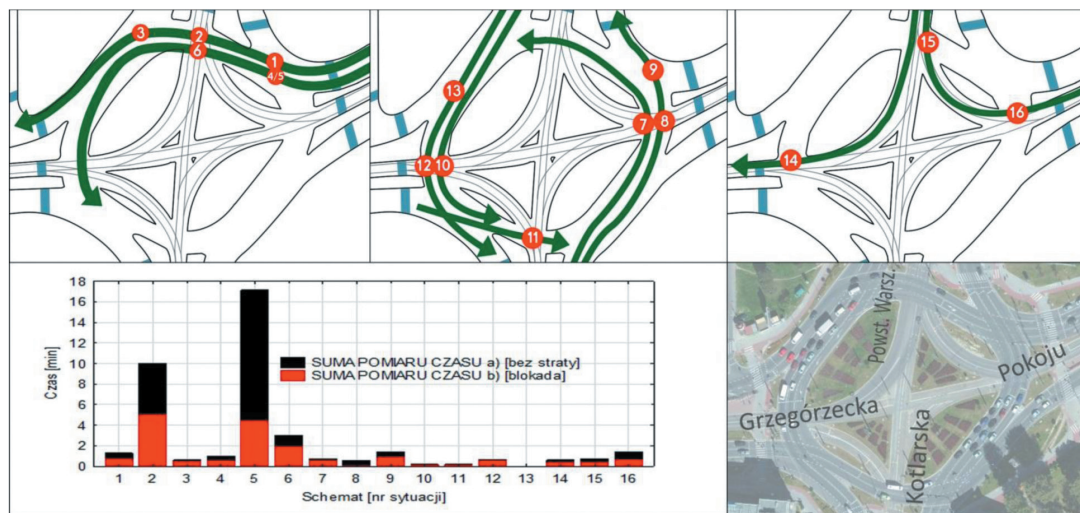 3
2
6
1
4/5
9
13
7
8
12
10
11
15
16
14
18
16
14
12
10
8
6
4
2
0
Czas [min]
SUMA POMIARU CZASU a) [bez straty]
SUMA POMIARU CZASU b) [blokada]
1 2 3 4 5 6 7 8 9 10 11 12 13 14 15 16
Schemat [nr sytuacji]
Powst. Warsz.
Pokoju
Grzegórzecka
Kotlarska